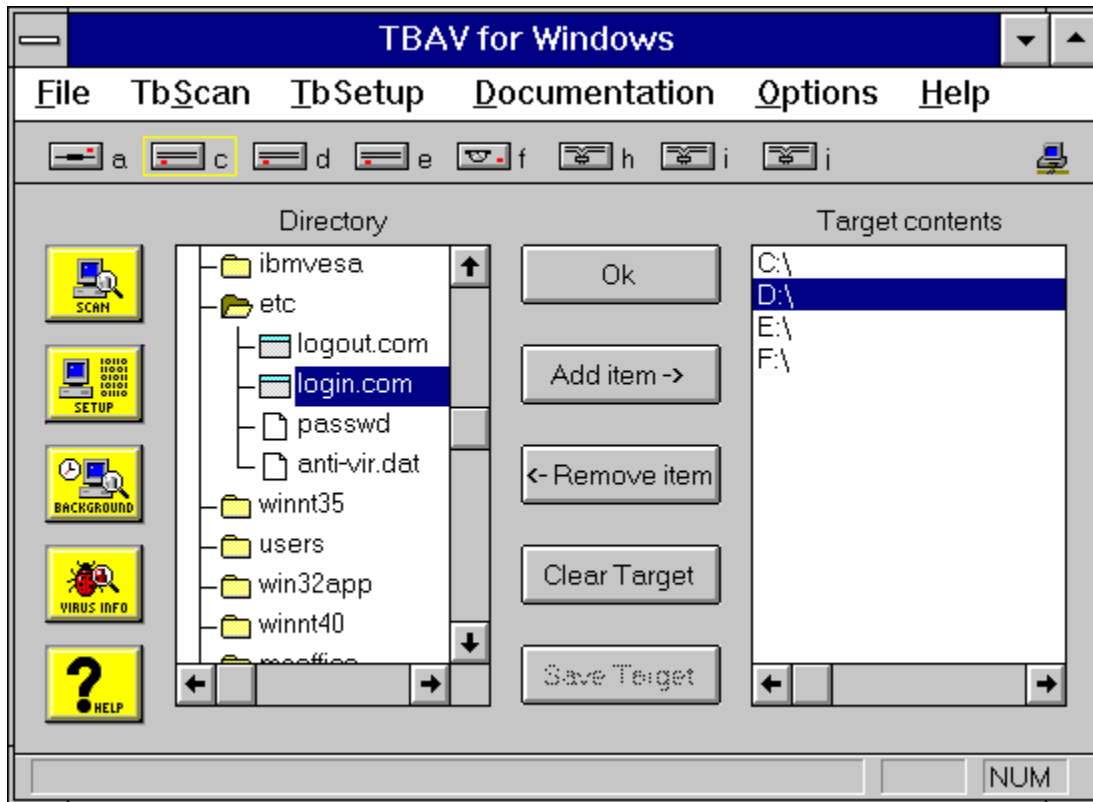 TBAV for Windows
File TbScan TbSetup Documentation Options Help
a c d e f h i j
Directory
Target contents
SCAN
SETUP
BACKGROUND
VIRUS INFO
HELP
ibmvesa
etc
logout.com
login.com
passwd
anti-vir.dat
winnt35
users
win32app
winnt40
Ok
Add item ->
<- Remove item
Clear Target
Save Target
C:\
D:\
E:\
F:\
NUM